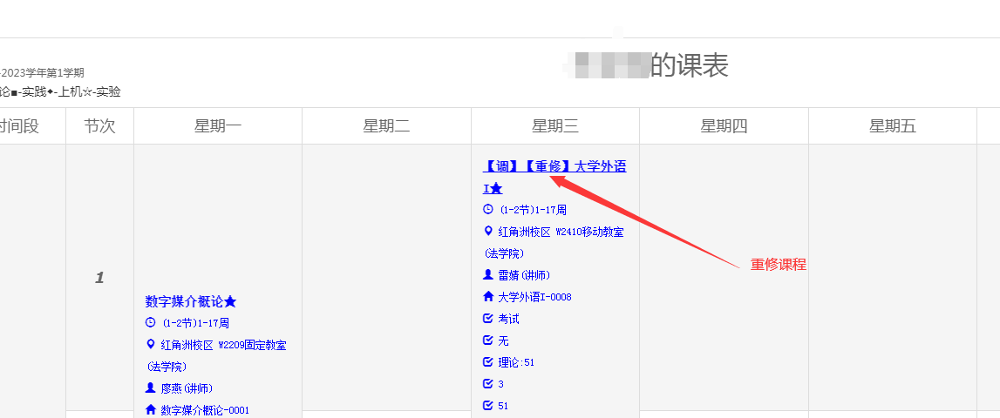 的课表
-2023学年第1学期
论■-实践◆-上机☆-实验
时间段 节次 星期一 星期二 星期三 星期四 星期五
1
数字媒介概论★
(1-2节)1-17周
红角洲校区 W2209固定教室
(法学院)
廖燕(讲师)
数字媒介概论-0001
【调】【重修】大学外语
I★
(1-2节)1-17周
红角洲校区 W2410移动教室
(法学院)
雷婧(讲师)
大学外语I-0008
考试
无
理论:51
3
51
重修课程